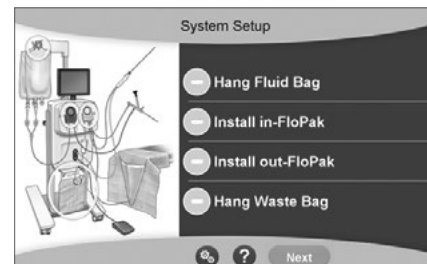 System Setup
Hang Fluid Bag
Install in-FloPak
Install out-FloPak
Hang Waste Bag
?
Next